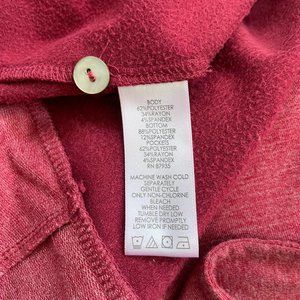 BODY
62%POLYESTER
34%RAYON
4%SPANDEX
BOTTOM
88%POLYESTER
12%SPANDEX
POCKETS
62%POLYESTER
34%RAYON
4%SPANDEX
RN 87935
MACHINE WASH COLD
SEPARATELY
GENTLE CYCLE
ONLY-NON-CHLORINE
BLEACH
WHEN NEEDED
TUMBLE DRY LOW
REMOVE PROMPTLY
LOW IRON IF NEEDED